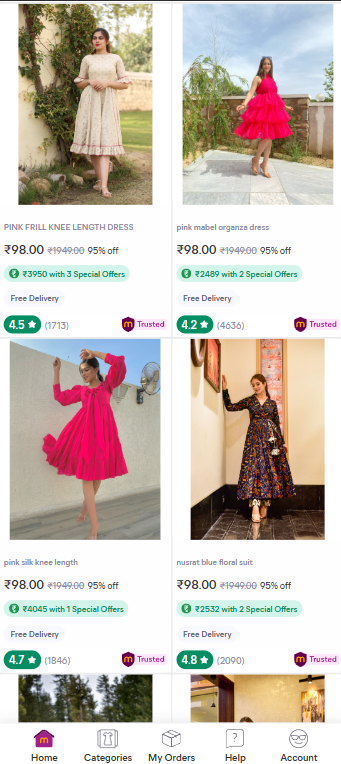 PINK FRILL KNEE LENGTH DRESS
₹98.00 ₹1949.00 95% off
₹3950 with 3 Special Offers
Free Delivery
4.5 ★ (1713) m Trusted
pink mabel organza dress
₹98.00 ₹1949.00 95% off
₹2489 with 2 Special Offers
Free Delivery
4.2 ★ (4636) m Trusted
pink silk knee length
₹98.00 ₹1949.00 95% off
₹4045 with 1 Special Offers
Free Delivery
4.7 ★ (1846) m Trusted
nusrat blue floral suit
₹98.00 ₹1949.00 95% off
₹2532 with 2 Special Offers
Free Delivery
4.8 ★ (2090) m Trusted
Home Categories My Orders Help Account